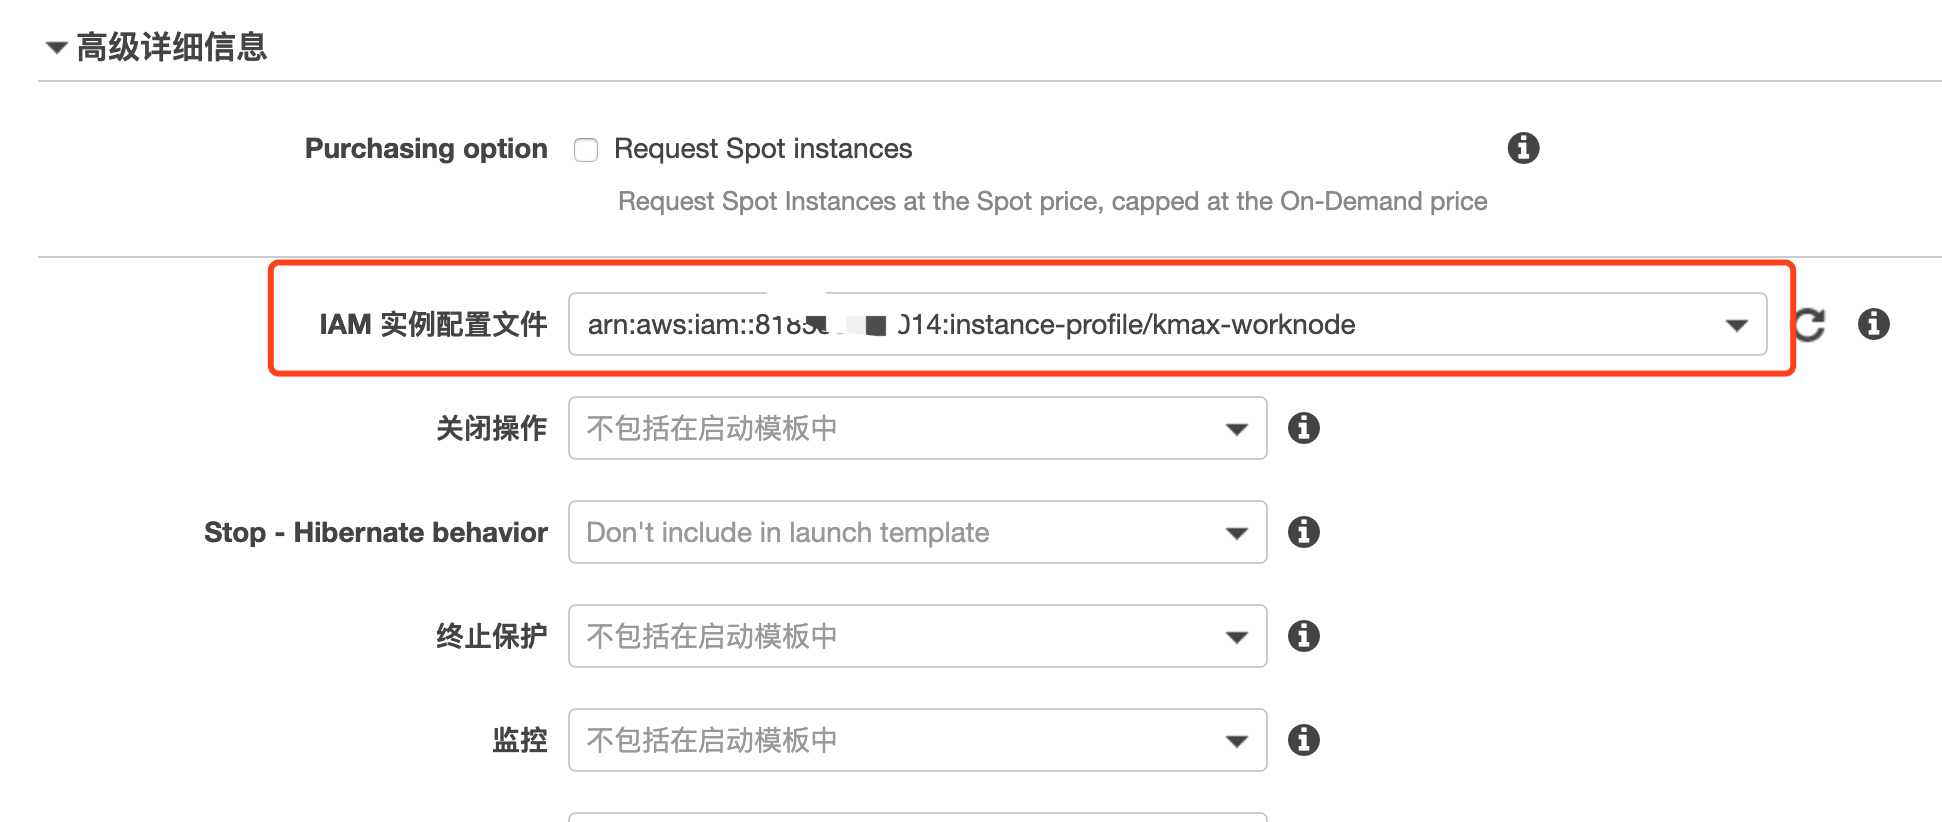 高级详细信息
Purchasing option
Request Spot instances
Request Spot Instances at the Spot price, capped at the On-Demand price
IAM 实例配置文件
arn:aws:iam::8183 014:instance-profile/kmax-worknode
关闭操作
不包括在启动模板中
Stop - Hibernate behavior
Don't include in launch template
终止保护
不包括在启动模板中
监控
不包括在启动模板中